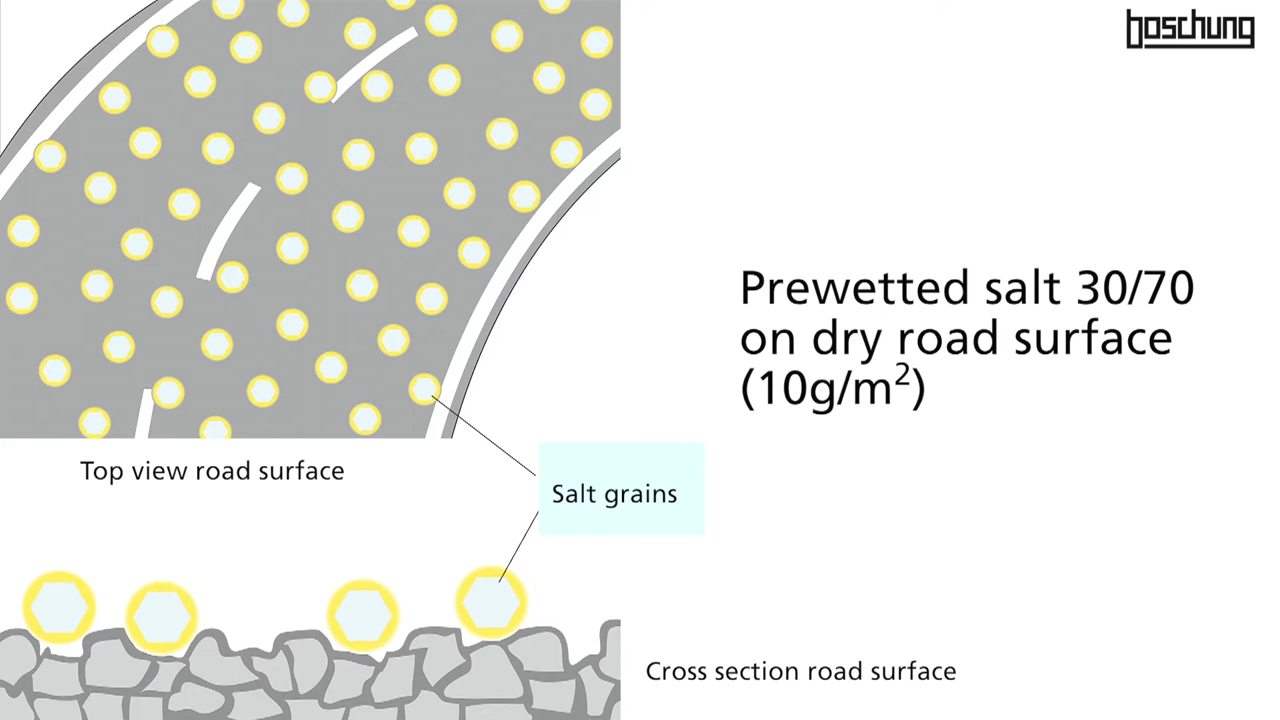 boschung
Prewetted salt 30/70
on dry road surface
(10g/m²)
Top view road surface
Salt grains
Cross section road surface